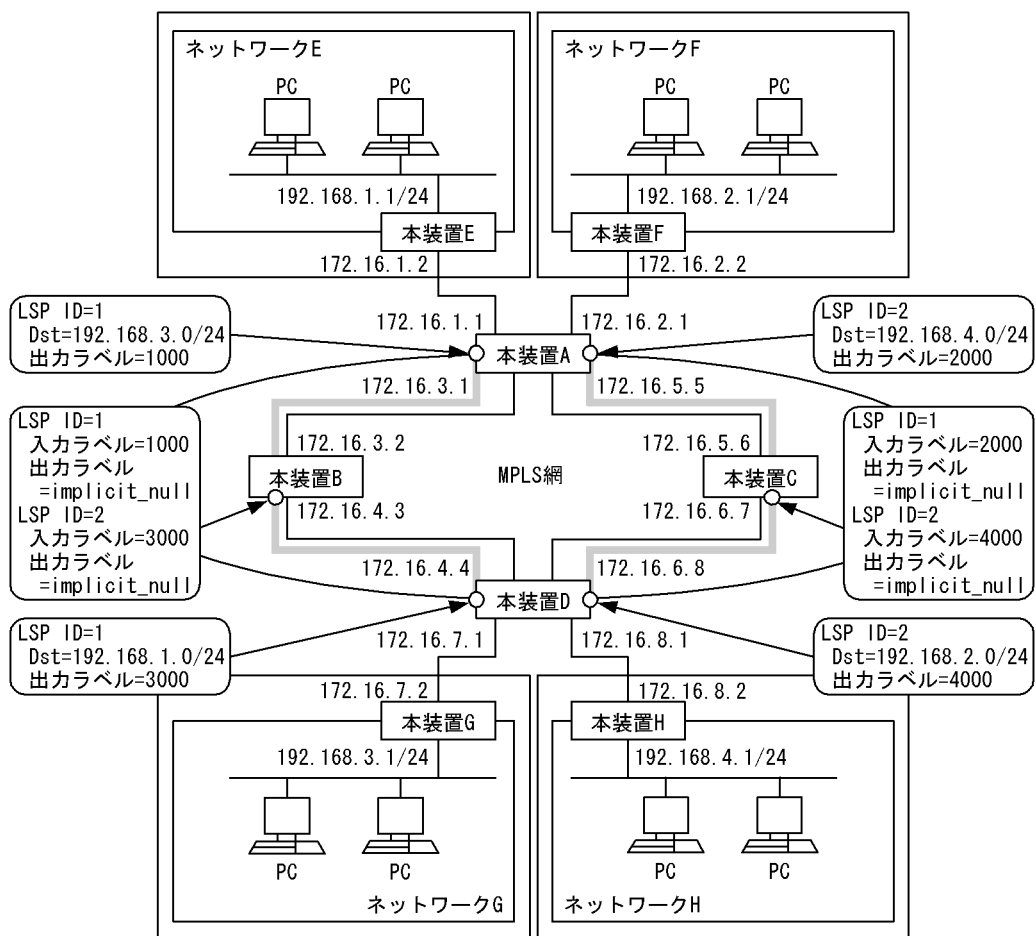 ネットワークE
PC
PC
192.168.1.1/24
本装置E
172.16.1.2
ネットワークF
PC
PC
192.168.2.1/24
本装置F
172.16.2.2
LSP ID=1
Dst=192.168.3.0/24
出力ラベル=1000
172.16.1.1
172.16.2.1
LSP ID=2
Dst=192.168.4.0/24
出力ラベル=2000
本装置A
172.16.3.1
172.16.5.5
LSP ID=1
入力ラベル=1000
出力ラベル
=implicit_null
LSP ID=2
入力ラベル=3000
出力ラベル
=implicit_null
172.16.3.2
本装置B
172.16.4.3
MPLS網
172.16.5.6
本装置C
172.16.6.7
LSP ID=1
入力ラベル=2000
出力ラベル
=implicit_null
LSP ID=2
入力ラベル=4000
出力ラベル
=implicit_null
172.16.4.4
172.16.6.8
本装置D
LSP ID=1
Dst=192.168.1.0/24
出力ラベル=3000
172.16.7.1
172.16.8.1
LSP ID=2
Dst=192.168.2.0/24
出力ラベル=4000
172.16.7.2
本装置G
192.168.3.1/24
PC
PC
ネットワークG
172.16.8.2
本装置H
192.168.4.1/24
PC
PC
ネットワークH